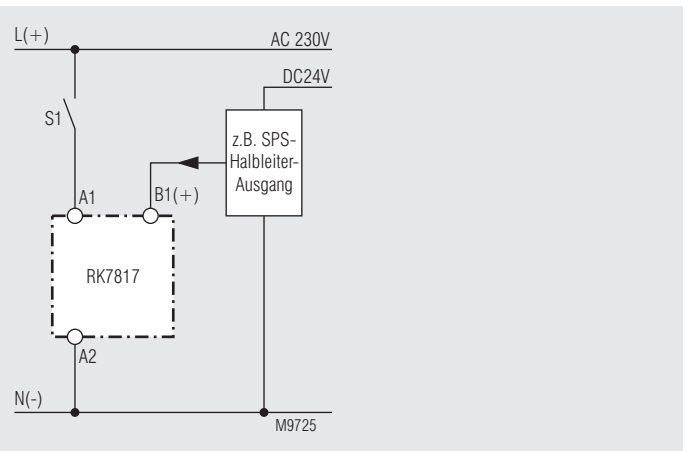 L(+)
AC 230V
DC24V
S1
z.B. SPS-
Halbleiter-
Ausgang
A1
B1(+)
RK7817
A2
N(-)
M9725